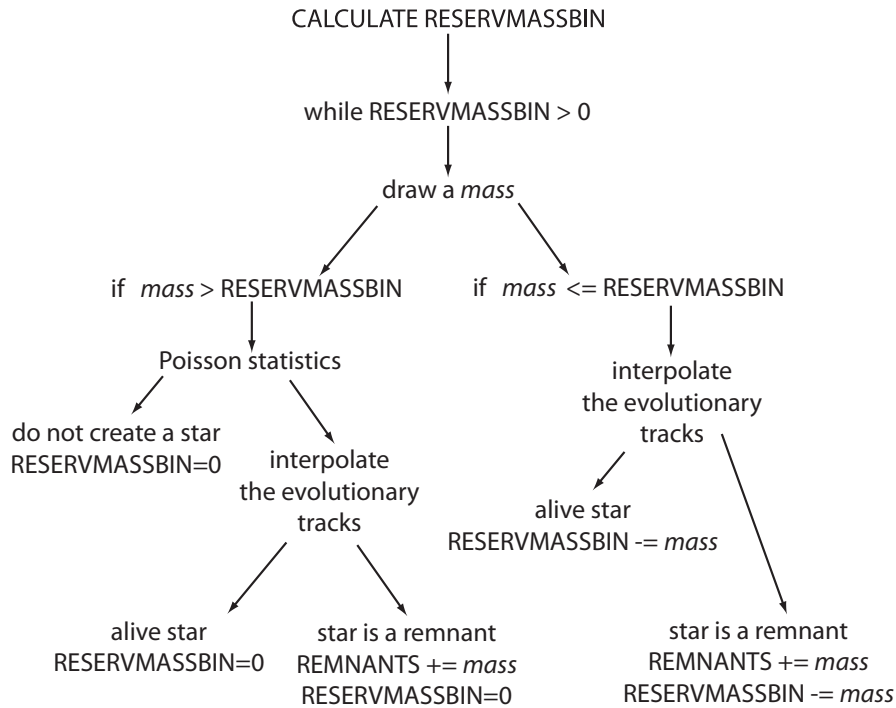 CALCULATE RESERVMASSBIN
while RESERVMASSBIN > 0
draw a mass
if mass > RESERVMASSBIN
if mass <= RESERVMASSBIN
Poisson statistics
interpolate
the evolutionary
tracks
do not create a star
RESERVMASSBIN=0
interpolate
the evolutionary
tracks
alive star
RESERVMASSBIN -= mass
alive star
RESERVMASSBIN=0
star is a remnant
REMNANTS += mass
RESERVMASSBIN=0
star is a remnant
REMNANTS += mass
RESERVMASSBIN -= mass